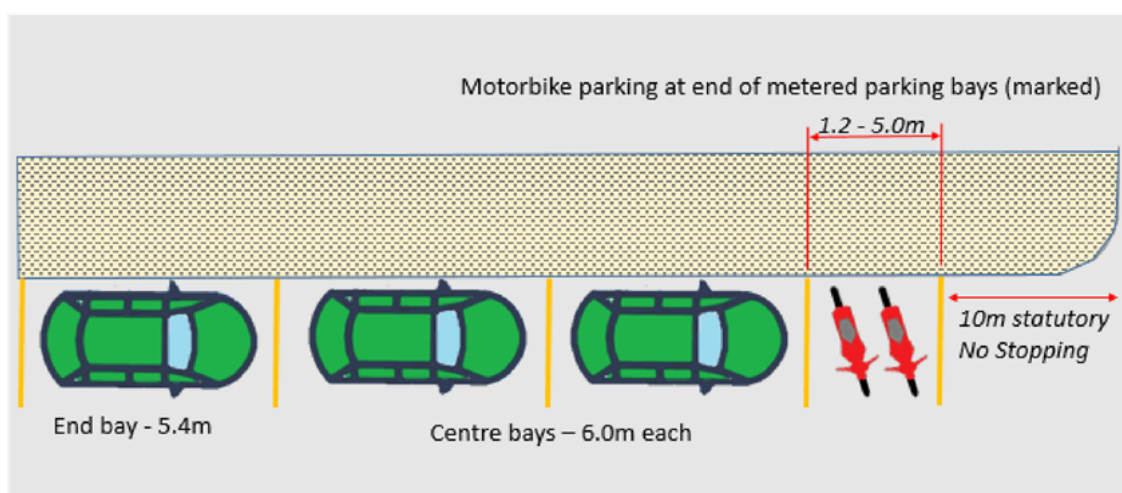 Motorbike parking at end of metered parking bays (marked)
1.2 - 5.0m
10m statutory
No Stopping
End bay - 5.4m
Centre bays – 6.0m each